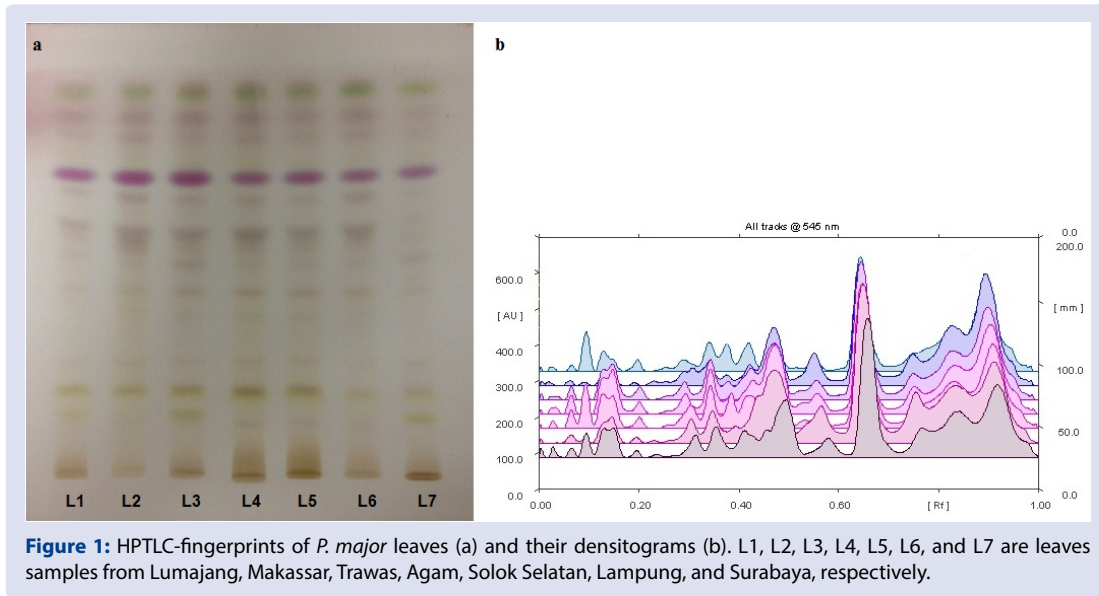 a
L1 L2 L3 L4 L5 L6 L7
b
All tracks @ 545 nm
600.0
[ AU ]
400.0
300.0
200.0
100.0
0.0
0.0
200.0
[ mm ]
100.0
50.0
0.0
0.00 0.20 0.40 0.60 [ Rf ] 1.00
Figure 1: HPTLC-fingerprints of P. major leaves (a) and their densitograms (b). L1, L2, L3, L4, L5, L6, and L7 are leaves
samples from Lumajang, Makassar, Trawas, Agam, Solok Selatan, Lampung, and Surabaya, respectively.